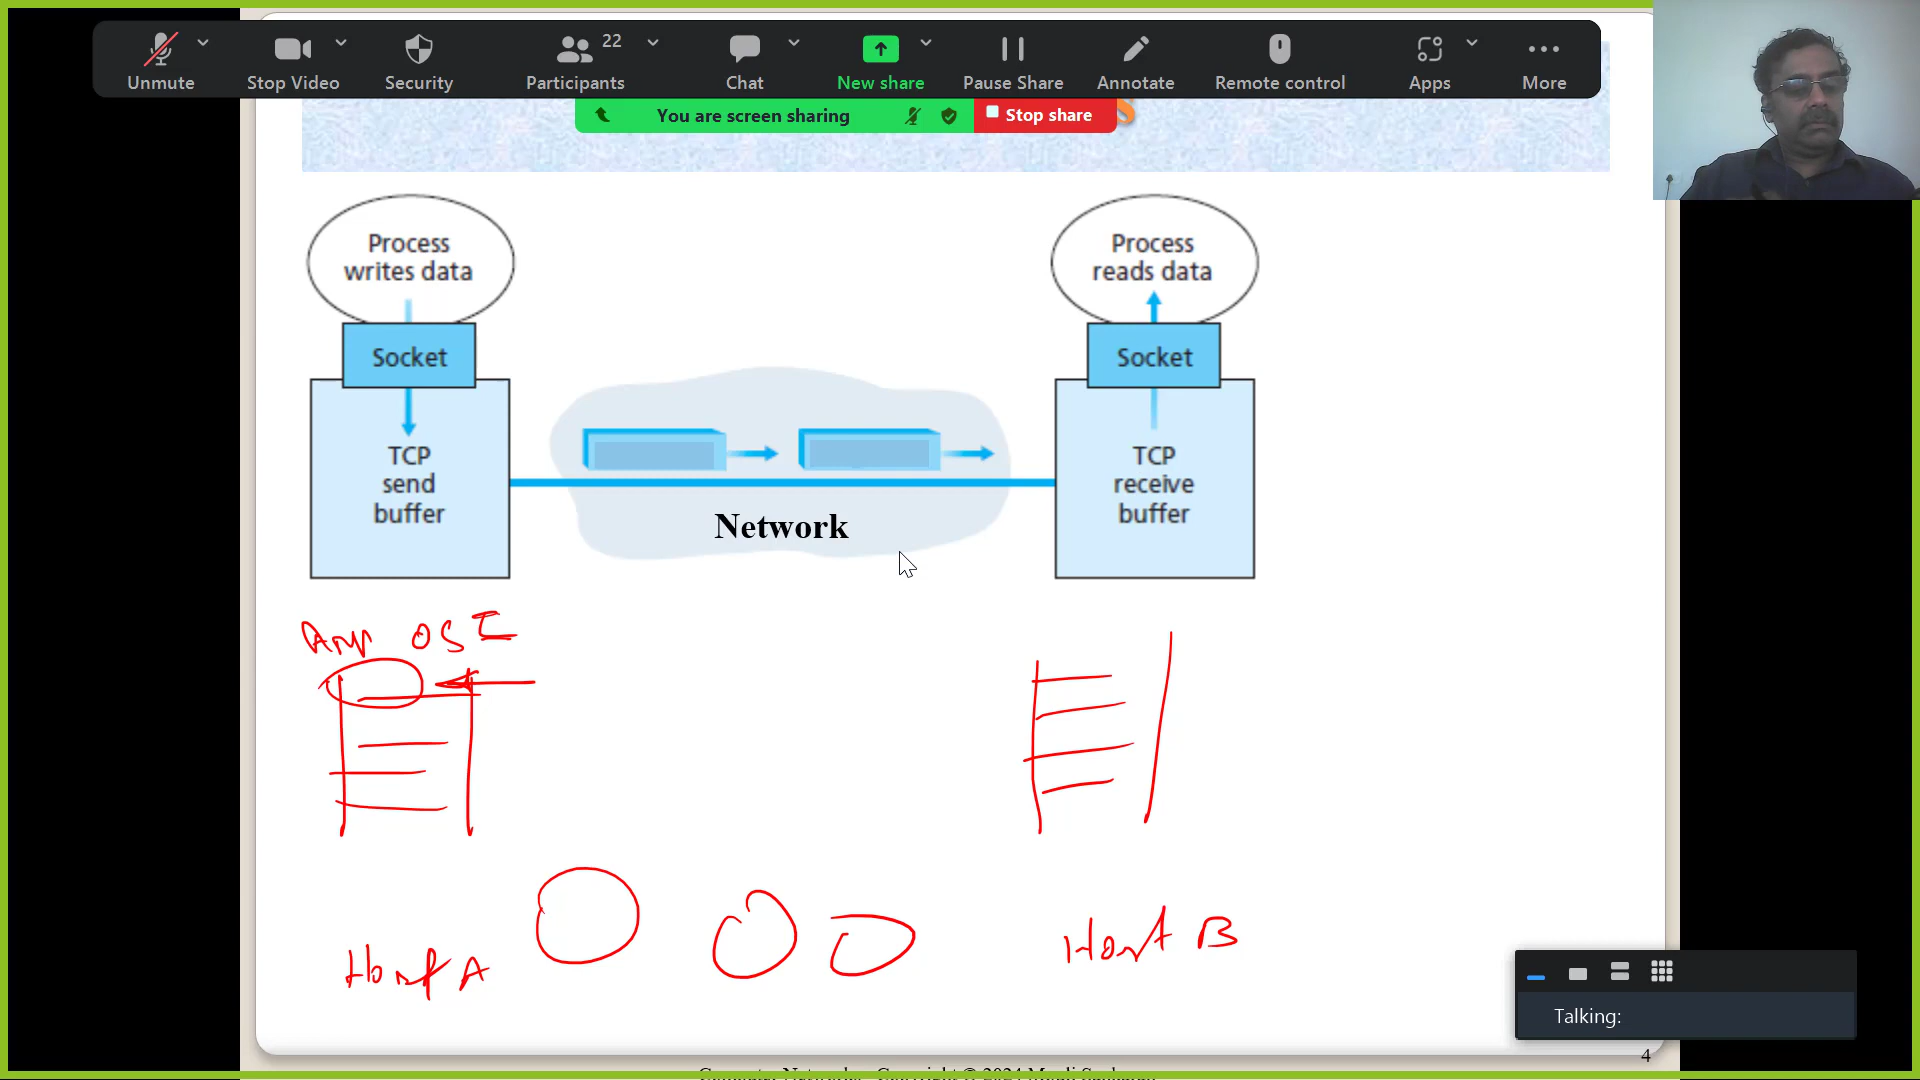 22
Unmute Stop Video Security Participants Chat New share Pause Share Annotate Remote control Apps More
You are screen sharing Stop share
Process writes data
Process reads data
Socket
Socket
TCP send buffer
TCP receive buffer
Network
App OSI
Host A
Host B
Talking:
4